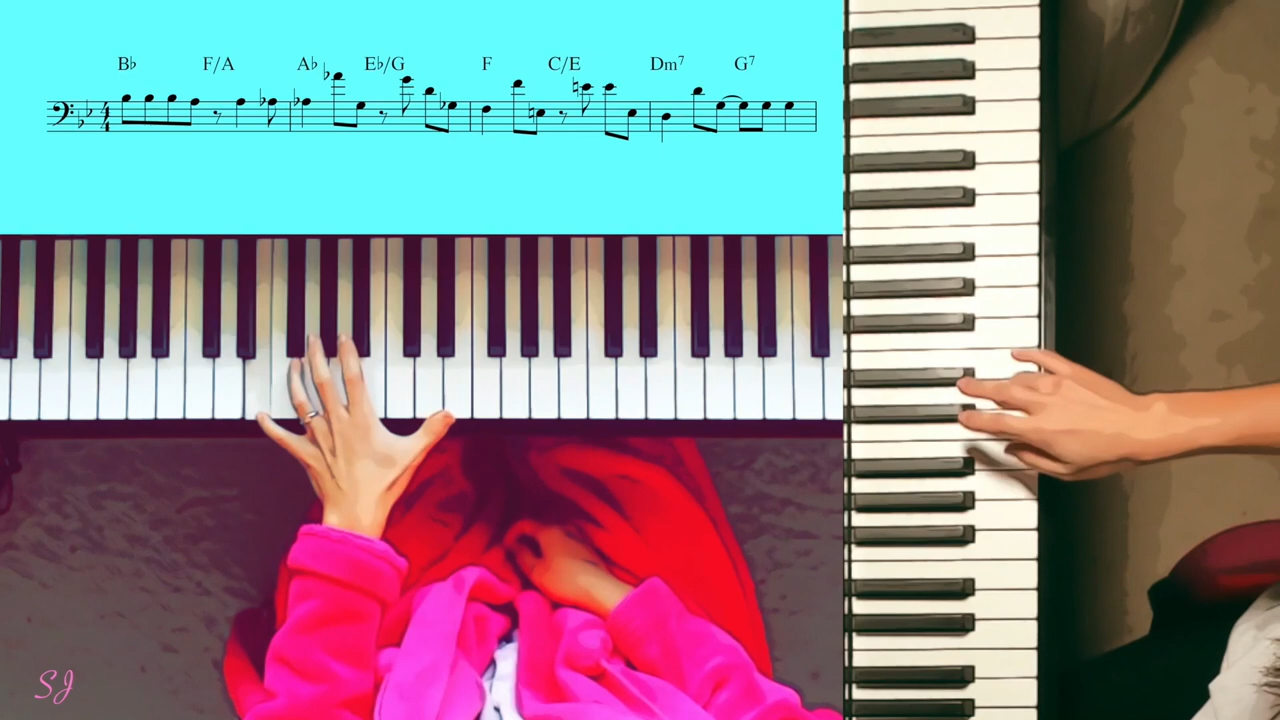 B♭ F/A A♭ E♭/G F C/E Dm⁷ G⁷
SJ